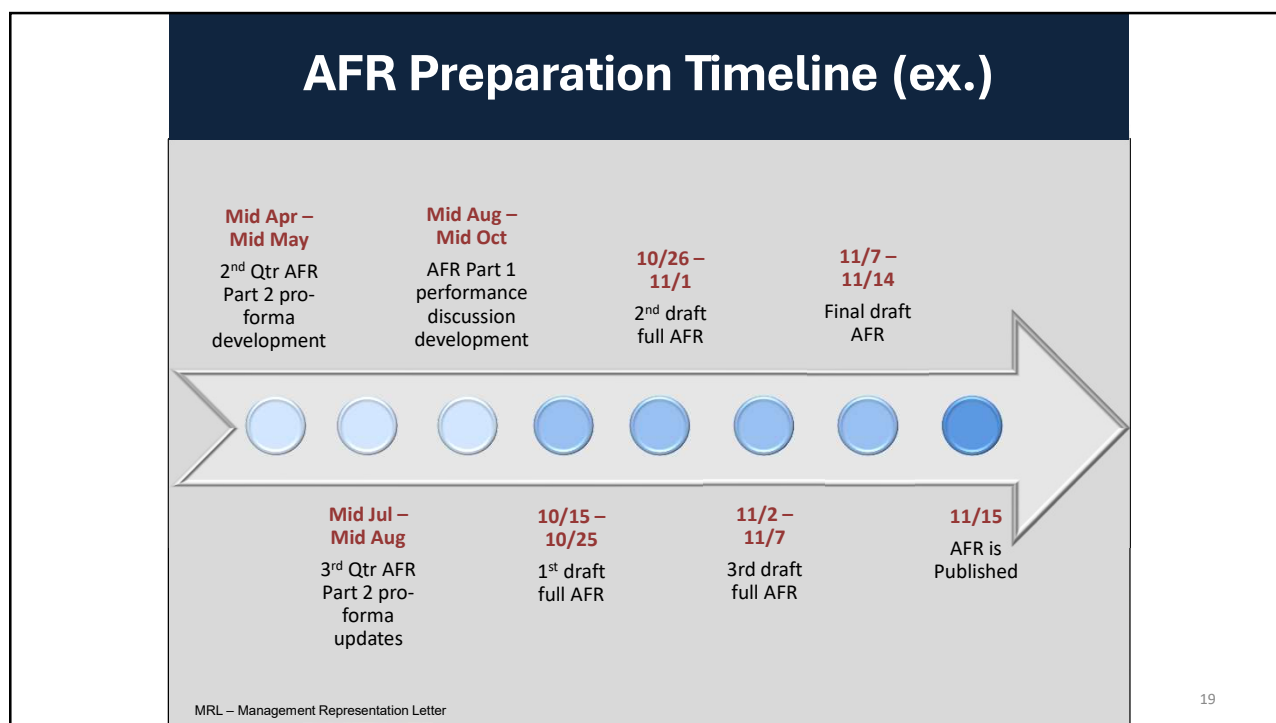 AFR Preparation Timeline (ex.)
Mid Apr –
Mid May
2nd Qtr AFR
Part 2 pro-
forma
development
Mid Jul –
Mid Aug
3rd Qtr AFR
Part 2 pro-
forma
updates
Mid Aug –
Mid Oct
AFR Part 1
performance
discussion
development
10/15 –
10/25
1st draft
full AFR
10/26 –
11/1
2nd draft
full AFR
11/2 –
11/7
3rd draft
full AFR
11/7 –
11/14
Final draft
AFR
11/15
AFR is
Published
MRL – Management Representation Letter
19